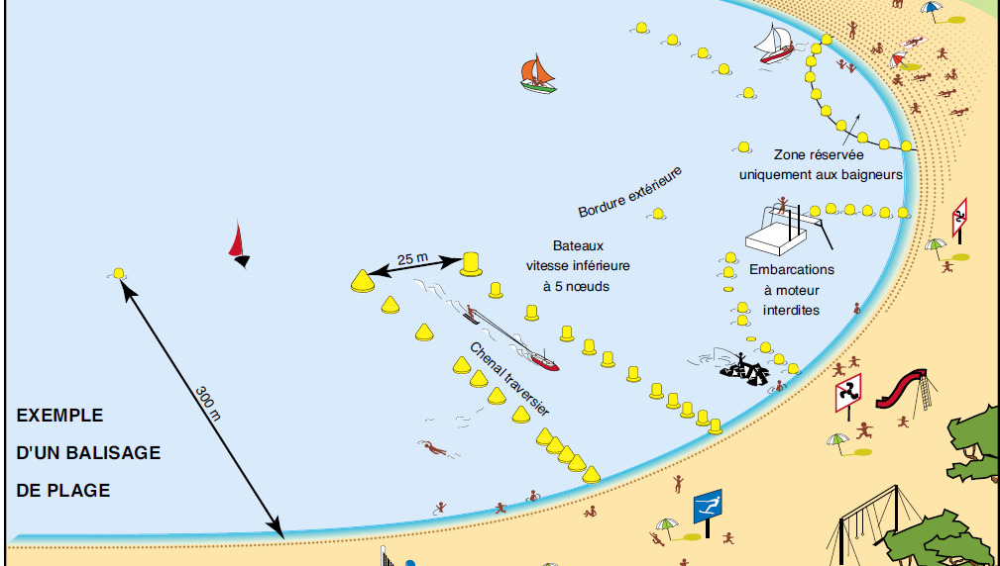 Zone réservée
uniquement aux baigneurs
Bordure extérieure
25 m
Bateaux
vitesse inférieure
à 5 nœuds
Embarcations
à moteur
interdites
Chenal traversier
300 m
EXEMPLE
D'UN BALISAGE
DE PLAGE